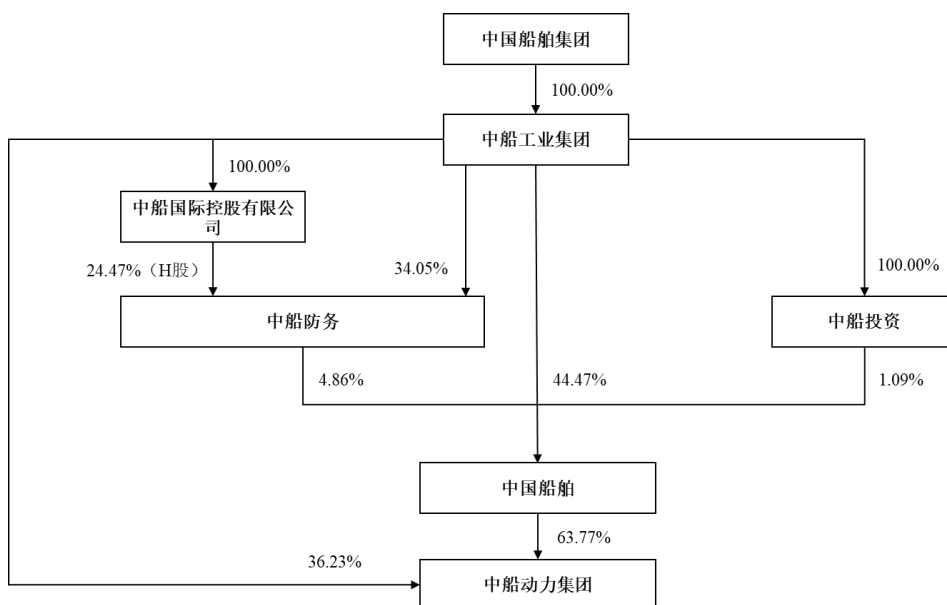 中国船舶集团
100.00%
中船工业集团
100.00%
中船国际控股有限公
司
24.47%（H股）
34.05%
100.00%
中船防务
中船投资
4.86%
44.47%
1.09%
中国船舶
63.77%
36.23%
中船动力集团